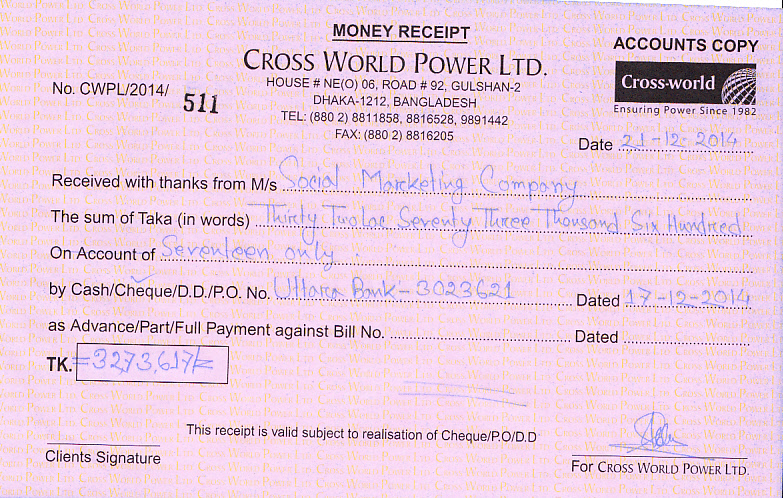 MONEY RECEIPT
CROSS WORLD POWER LTD.
HOUSE # NE(O) 06, ROAD # 92, GULSHAN-2
DHAKA-1212, BANGLADESH
TEL: (880 2) 8811858, 8816528, 9891442
FAX: (880 2) 8816205
ACCOUNTS COPY
Cross-world
Ensuring Power Since 1982
No. CWPL/2014/ 511
Date 21-12-2014
Received with thanks from M/s Social Marcketing Company
The sum of Taka (in words) Thirty Twolac Seventy Three Thousand Six Hundred
On Account of Seventeen only.
by Cash/Cheque/D.D./P.O. No. Uttara Bank-3023621 Dated 17-12-2014
as Advance/Part/Full Payment against Bill No. Dated
TK. =3273,617/=
This receipt is valid subject to realisation of Cheque/P.O/D.D
Clients Signature
For CROSS WORLD POWER LTD.